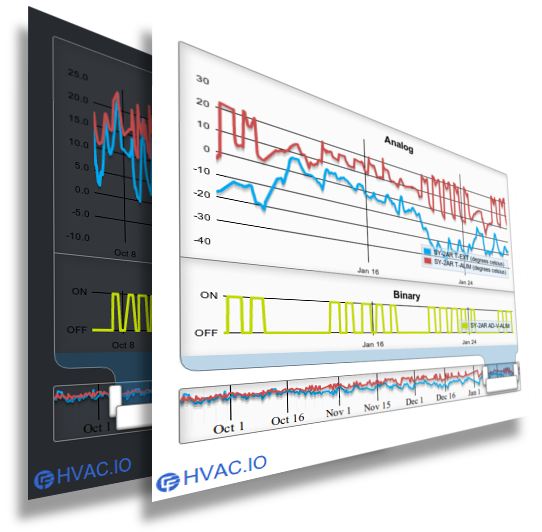 25.0
20.0
15.0
10.0
5.0
0.0
-5.0
-10.0
Oct 8
ON
OFF
Oct 8
Oct 1
HVAC.IO
30
20
10
0
-10
-20
-30
-40
Analog
SY-2AR T-EXT (degrees celsius)
SY-2AR T-ALIM (degrees celsius)
Jan 16
Jan 24
Binary
ON
OFF
SY-2AR AD-V-ALIM
Jan 16
Jan 24
Oct 1
Oct 16
Nov 1
Nov 15
Dec 1
Dec 16
Jan 1
HVAC.IO